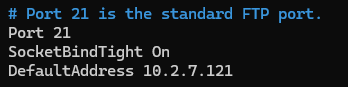 # Port 21 is the standard FTP port.
Port 21
SocketBindTight On
DefaultAddress 10.2.7.121